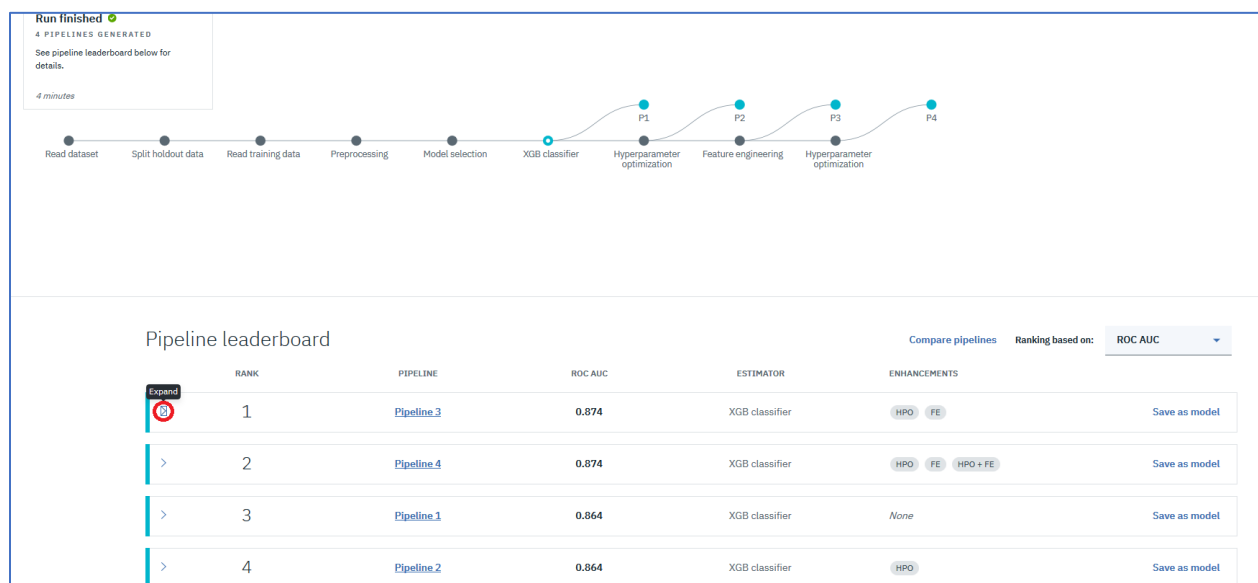 Run finished
4 PIPELINES GENERATED
See pipeline leaderboard below for
details.
4 minutes
P1
P2
P3
P4
Read dataset
Split holdout data
Read training data
Preprocessing
Model selection
XGB classifier
Hyperparameter
optimization
Feature engineering
Hyperparameter
optimization
Pipeline leaderboard
Compare pipelines
Ranking based on:
ROC AUC
RANK PIPELINE ROC AUC ESTIMATOR ENHANCEMENTS
Expand
1 Pipeline 3 0.874 XGB classifier HPO FE Save as model
2 Pipeline 4 0.874 XGB classifier HPO FE HPO + FE Save as model
3 Pipeline 1 0.864 XGB classifier None Save as model
4 Pipeline 2 0.864 XGB classifier HPO Save as model